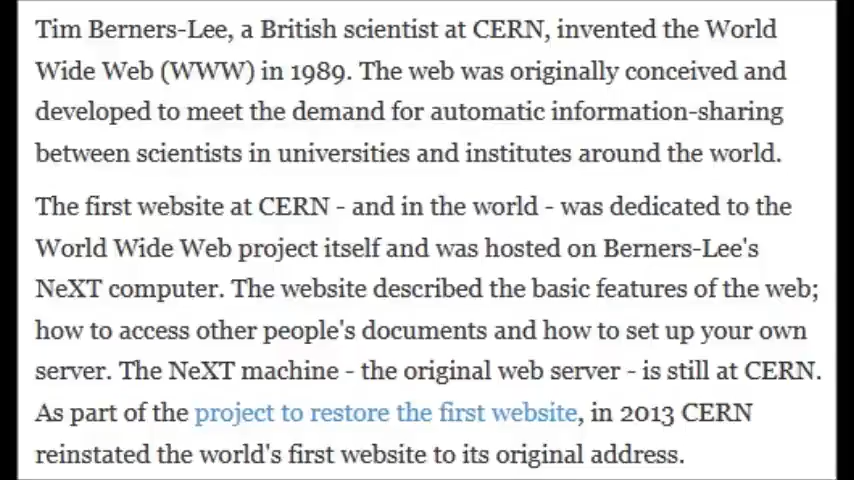 Tim Berners-Lee, a British scientist at CERN, invented the World
Wide Web (WWW) in 1989. The web was originally conceived and
developed to meet the demand for automatic information-sharing
between scientists in universities and institutes around the world.
The first website at CERN - and in the world - was dedicated to the
World Wide Web project itself and was hosted on Berners-Lee's
NeXT computer. The website described the basic features of the web;
how to access other people's documents and how to set up your own
server. The NeXT machine - the original web server - is still at CERN.
As part of the project to restore the first website, in 2013 CERN
reinstated the world's first website to its original address.